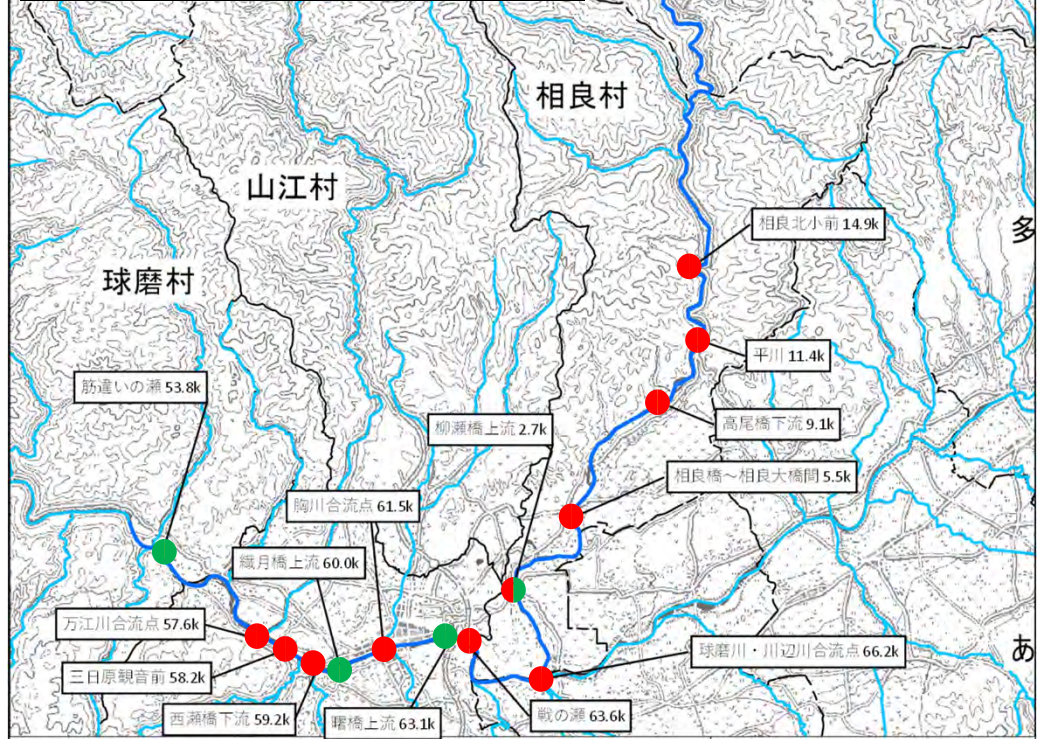 相良村
山江村
相良北小前 14.9k
多
球磨村
平川 11.4k
筋違いの瀬 53.8k
柳瀬橋上流 2.7k
高尾橋下流 9.1k
相良橋～相良大橋間 5.5k
胸川合流点 61.5k
繊月橋上流 60.0k
万江川合流点 57.6k
球磨川・川辺川合流点 66.2k
あ
三日原観音前 58.2k
西瀬橋下流 59.2k
曙橋上流 63.1k
戦の瀬 63.6k